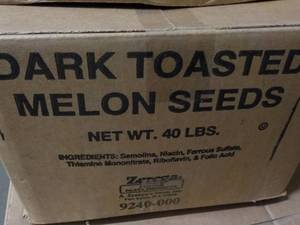 DARK TOASTED
MELON SEEDS
NET WT. 40 LBS.
INGREDIENTS: Semolina, Niacin, Ferrous Sulfate,
Thiamine Mononitrate, Riboflavin, & Folic Acid
9240-000